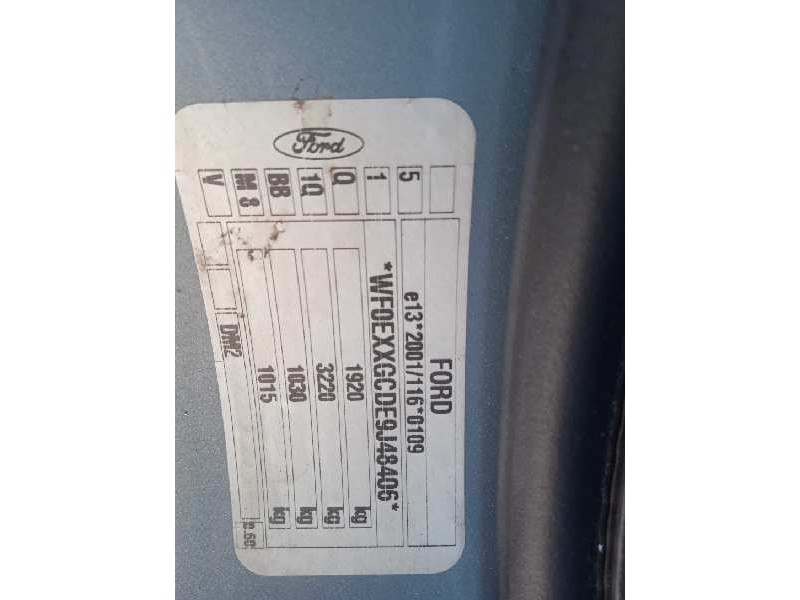 Ford
FORD
e13*2001/116*0109
*WF0EXXGCDE9J48406*
1920 kg
3220 kg
1030 kg
1015 kg
DM2
5
1
Q
1Q
BB
M 8
V